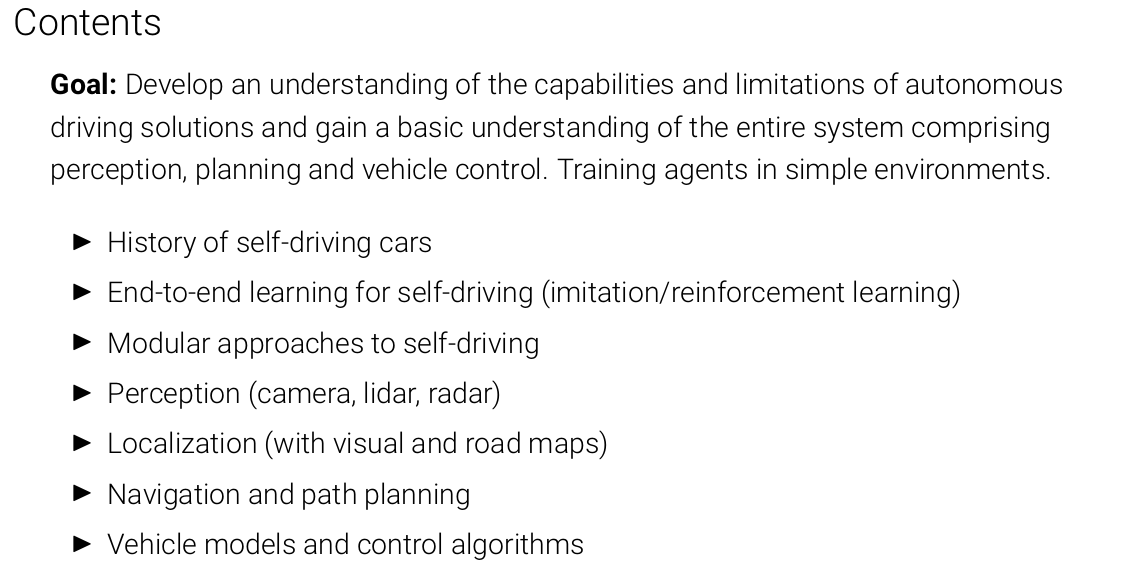 Contents
Goal: Develop an understanding of the capabilities and limitations of autonomous
driving solutions and gain a basic understanding of the entire system comprising
perception, planning and vehicle control. Training agents in simple environments.
► History of self-driving cars
► End-to-end learning for self-driving (imitation/reinforcement learning)
► Modular approaches to self-driving
► Perception (camera, lidar, radar)
► Localization (with visual and road maps)
► Navigation and path planning
► Vehicle models and control algorithms